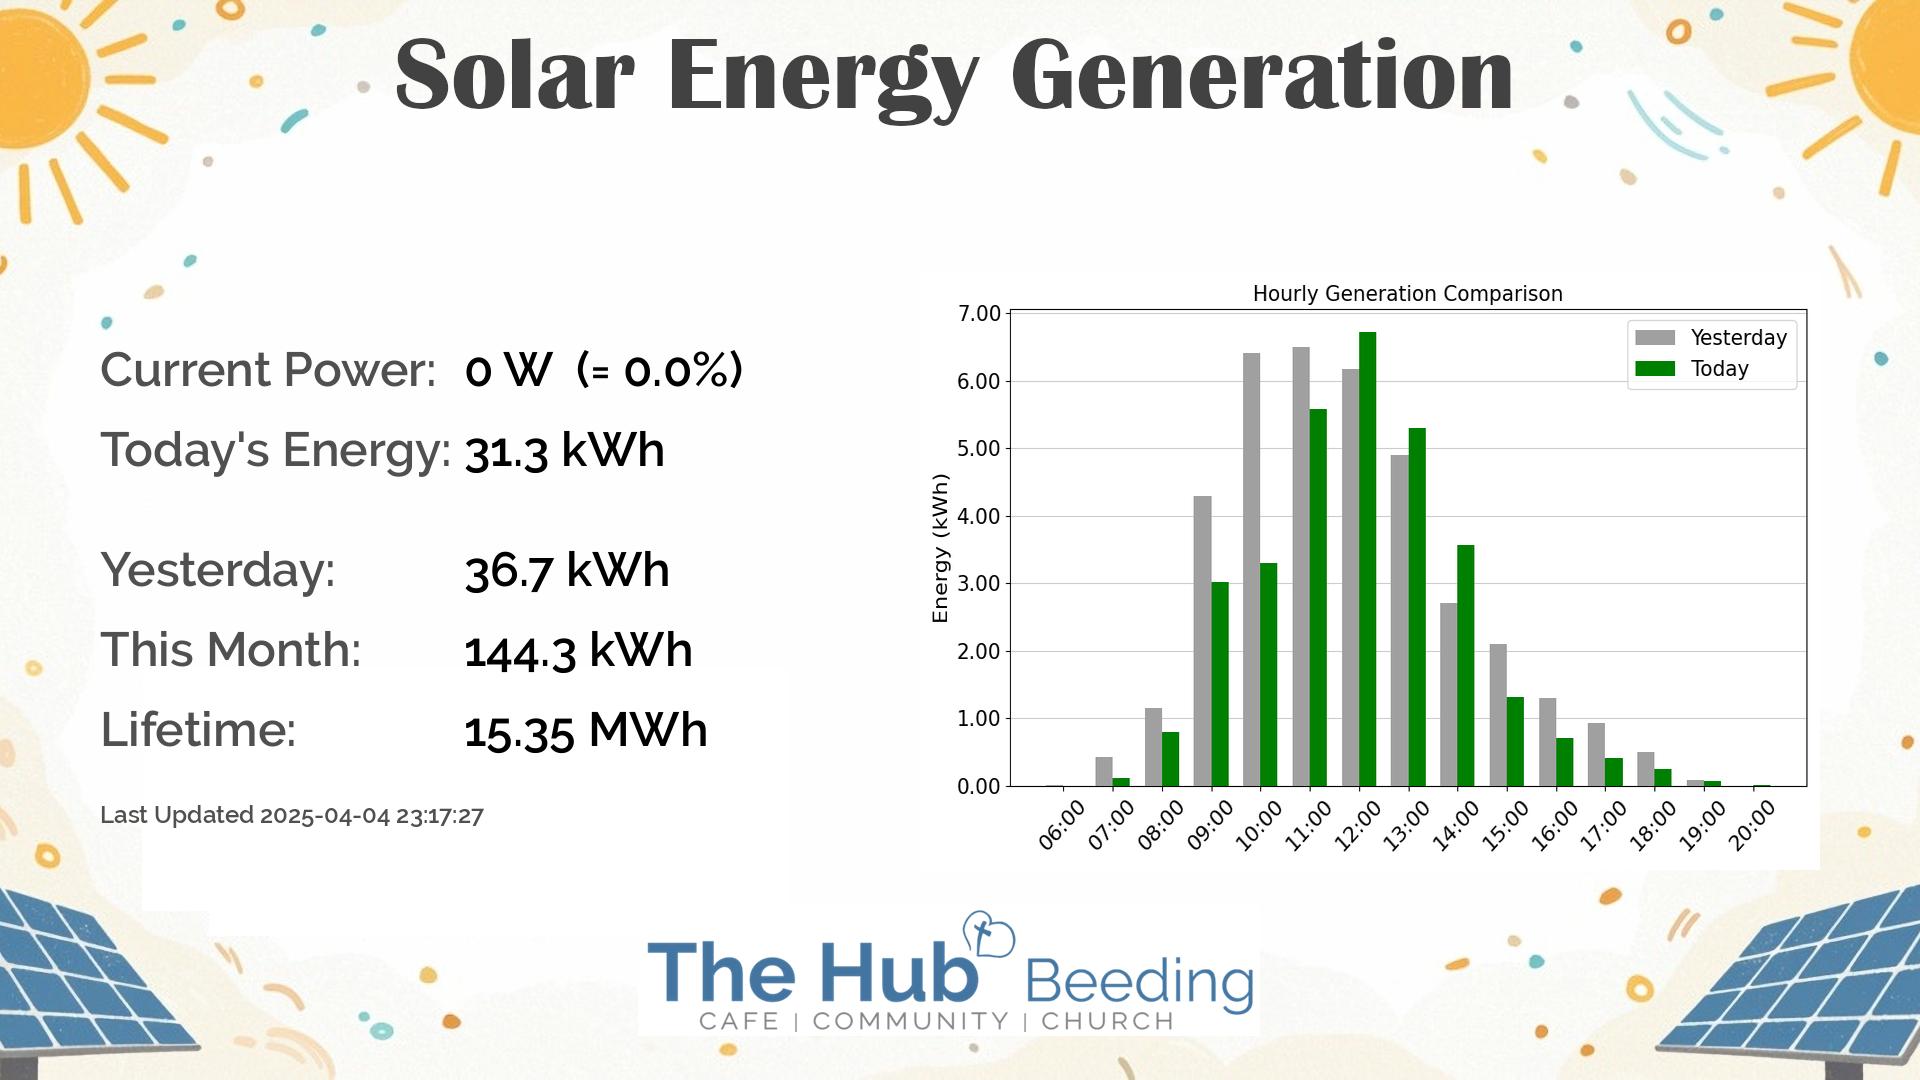 Solar Energy Generation
Current Power: 0 W (= 0.0%)
Today's Energy: 31.3 kWh
Yesterday: 36.7 kWh
This Month: 144.3 kWh
Lifetime: 15.35 MWh
Last Updated 2025-04-04 23:17:27
Hourly Generation Comparison
Energy (kWh)
7.00
6.00
5.00
4.00
3.00
2.00
1.00
0.00
Yesterday
Today
06:00 07:00 08:00 09:00 10:00 11:00 12:00 13:00 14:00 15:00 16:00 17:00 18:00 19:00 20:00
The Hub Beeding
CAFE | COMMUNITY | CHURCH